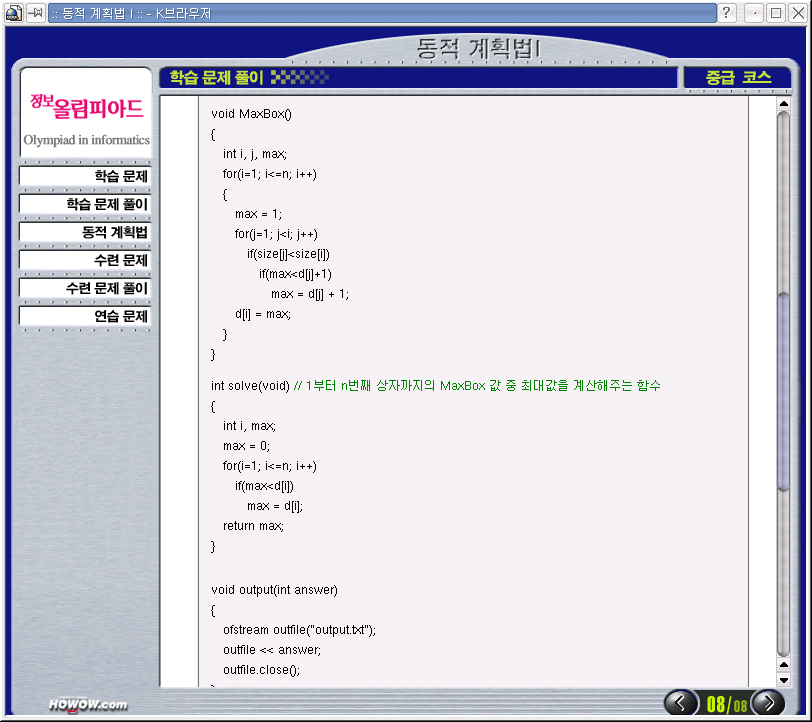 :: 동적 계획법 I :: - K브라우저
동적 계획법I
학습 문제 풀이
중급 코스
정보올림피아드
Olympiad in informatics
학습 문제
학습 문제 풀이
동적 계획법
수련 문제
수련 문제 풀이
연습 문제
void MaxBox()
{
int i, j, max;
for(i=1; i<=n; i++)
{
max = 1;
for(j=1; j<i; j++)
if(size[j]<size[i])
if(max<d[j]+1)
max = d[j] + 1;
d[i] = max;
}
}
int solve(void) // 1부터 n번째 상자까지의 MaxBox 값 중 최대값을 계산해주는 함수
{
int i, max;
max = 0;
for(i=1; i<=n; i++)
if(max<d[i])
max = d[i];
return max;
}
void output(int answer)
{
ofstream outfile("output.txt");
outfile << answer;
outfile.close();
HOWOW.com
08/08